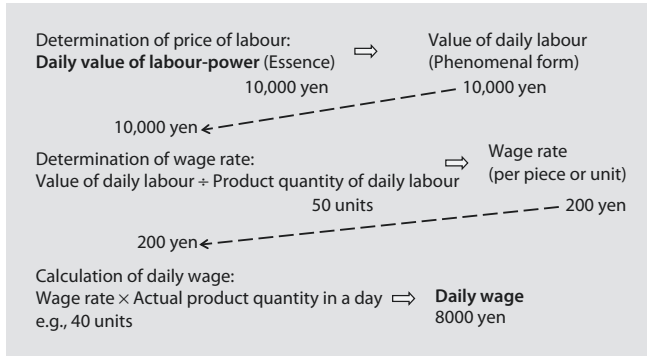 Determination of price of labour: ⇨ Value of daily labour
Daily value of labour-power (Essence) (Phenomenal form)
10,000 yen 10,000 yen
10,000 yen
Determination of wage rate: ⇨ Wage rate
Value of daily labour ÷ Product quantity of daily labour (per piece or unit)
50 units 200 yen
200 yen
Calculation of daily wage:
Wage rate × Actual product quantity in a day ⇨ Daily wage
e.g., 40 units 8000 yen